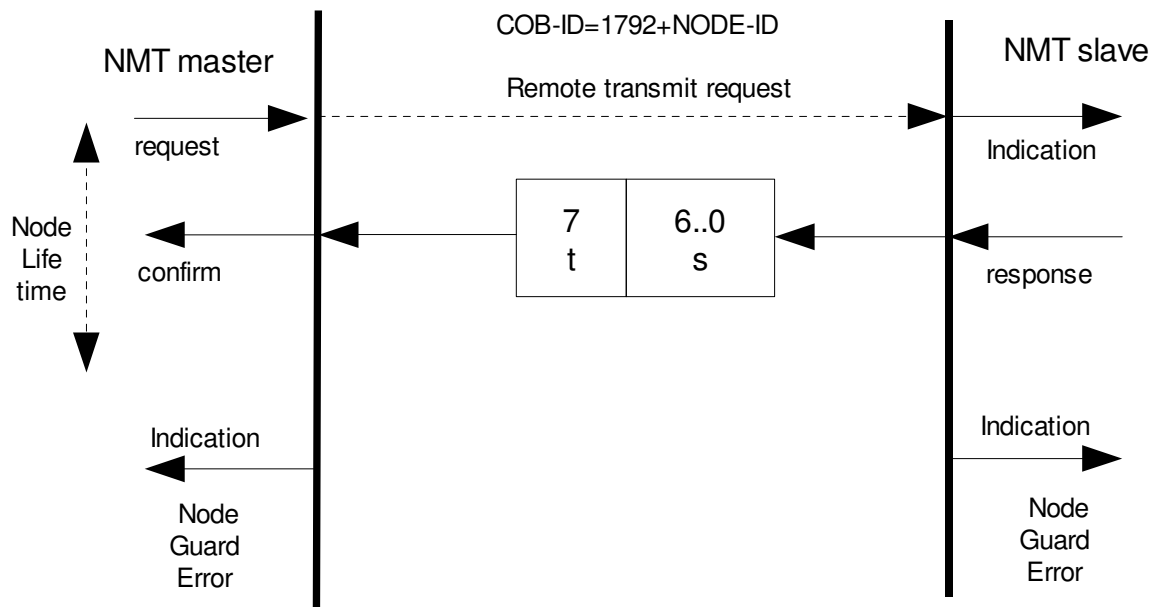 COB-ID=1792+NODE-ID
NMT master
NMT slave
Remote transmit request
request
Indication
Node
Life
time
7
t
6..0
s
confirm
response
Indication
Indication
Node
Guard
Error
Node
Guard
Error